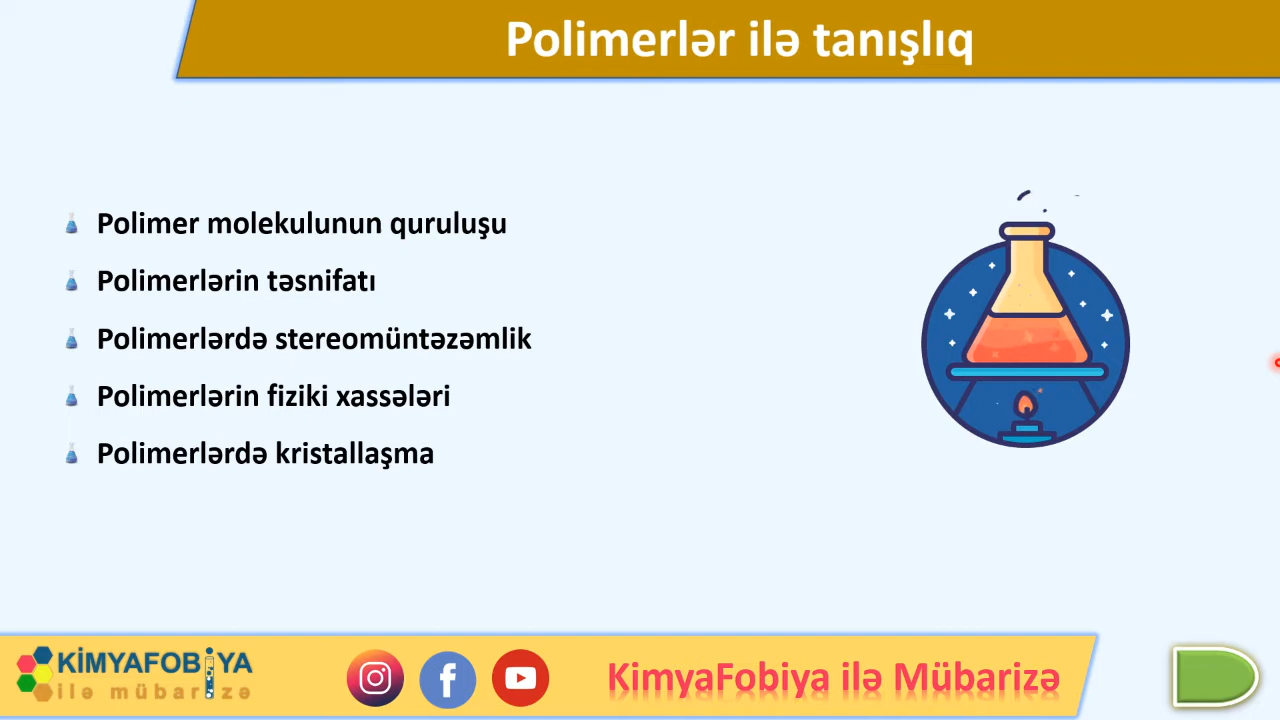 Polimerlər ilə tanışlıq
Polimer molekulunun quruluşu
Polimerlərin təsnifatı
Polimerlərdə stereomüntəzəmlik
Polimerlərin fiziki xassələri
Polimerlərdə kristallaşma
KİMYAFOBİYA
ilə mübarizə
KimyaFobiya ilə Mübarizə